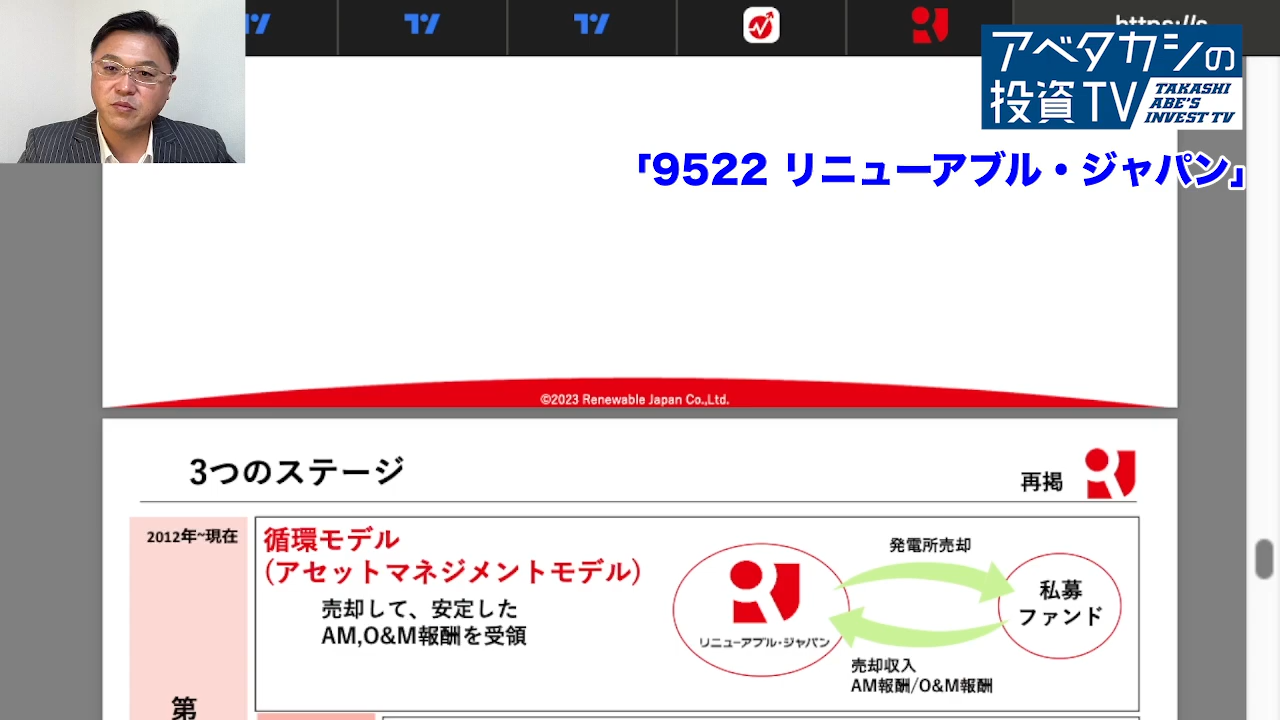 https://s
アベタカシの
投資TV
TAKASHI
ABE'S
INVEST TV
「9522 リニューアブル・ジャパン」
©2023 Renewable Japan Co.,Ltd.
3つのステージ
再掲
2012年~現在
循環モデル
(アセットマネジメントモデル)
売却して、安定した
AM,O&M報酬を受領
発電所売却
リニューアブル・ジャパン
私募
ファンド
売却収入
AM報酬/O&M報酬
第